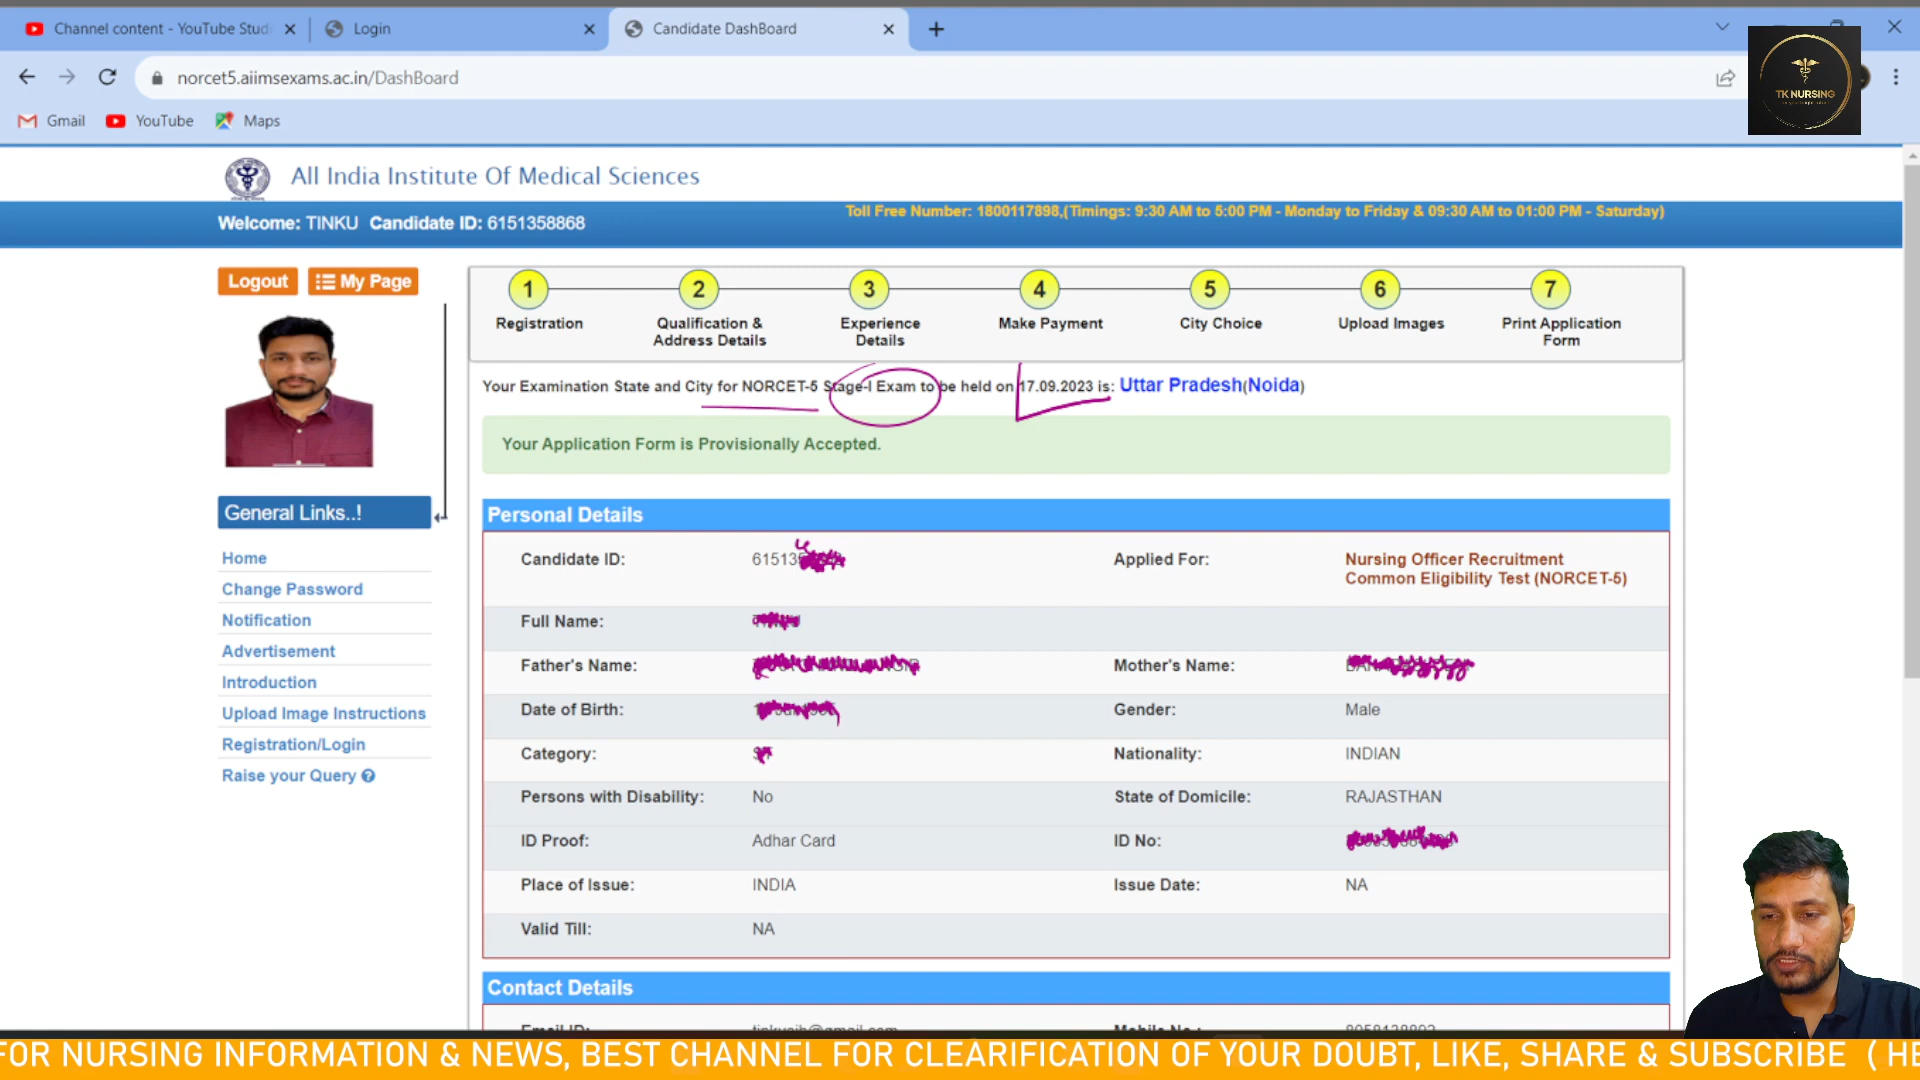 Channel content - YouTube Stud
Login
Candidate DashBoard
norcet5.aiimsexams.ac.in/DashBoard
TK NURSING
Gmail
YouTube
Maps
All India Institute Of Medical Sciences
Toll Free Number: 1800117898,(Timings: 9:30 AM to 5:00 PM - Monday to Friday & 09:30 AM to 01:00 PM - Saturday)
Welcome: TINKU Candidate ID: 6151358868
Logout
My Page
1
2
3
4
5
6
7
Registration
Qualification &
Address Details
Experience
Details
Make Payment
City Choice
Upload Images
Print Application
Form
Your Examination State and City for NORCET-5 Stage-I Exam to be held on 17.09.2023 is: Uttar Pradesh(Noida)
Your Application Form is Provisionally Accepted.
General Links..!
Home
Change Password
Notification
Advertisement
Introduction
Upload Image Instructions
Registration/Login
Raise your Query
Personal Details
Candidate ID: 61513
Applied For: Nursing Officer Recruitment
Common Eligibility Test (NORCET-5)
Full Name:
Father's Name:
Mother's Name:
Date of Birth:
Gender: Male
Category:
Nationality: INDIAN
Persons with Disability: No
State of Domicile: RAJASTHAN
ID Proof: Adhar Card
ID No:
Place of Issue: INDIA
Issue Date: NA
Valid Till: NA
Contact Details
FOR NURSING INFORMATION & NEWS, BEST CHANNEL FOR CLEARIFICATION OF YOUR DOUBT, LIKE, SHARE & SUBSCRIBE ( HE